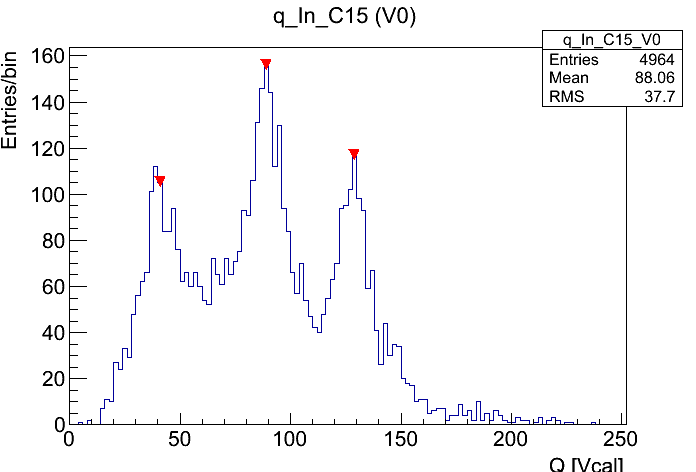 q_In_C15 (V0)
q_In_C15_V0
Entries 4964
Mean 88.06
RMS 37.7
Entries/bin
160
140
120
100
80
60
40
20
0
0 50 100 150 200 250
Q [Vcal]